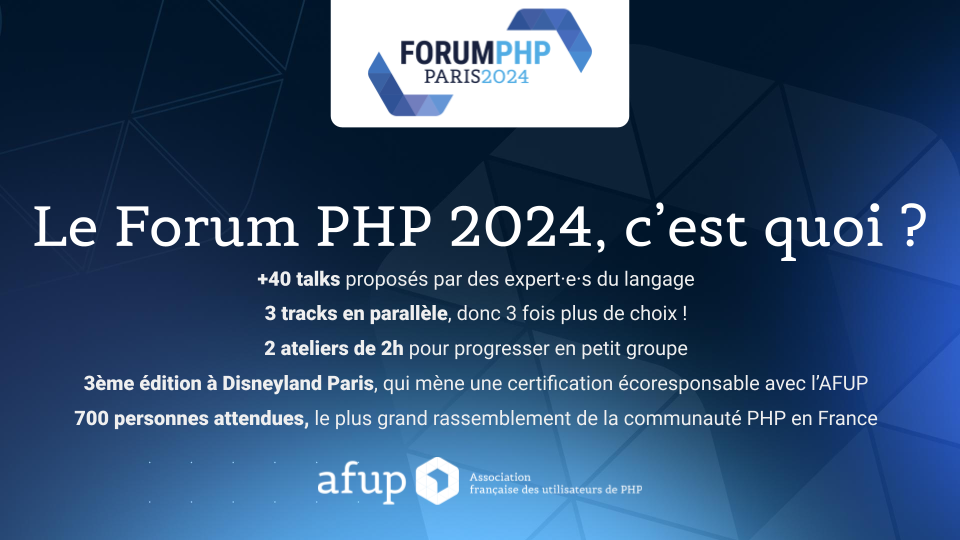 FORUMPHP
PARIS2024
Le Forum PHP 2024, c’est quoi ?
+40 talks proposés par des expert·e·s du langage
3 tracks en parallèle, donc 3 fois plus de choix !
2 ateliers de 2h pour progresser en petit groupe
3ème édition à Disneyland Paris, qui mène une certification écoresponsable avec l’AFUP
700 personnes attendues, le plus grand rassemblement de la communauté PHP en France
afup
Association
française des utilisateurs de PHP